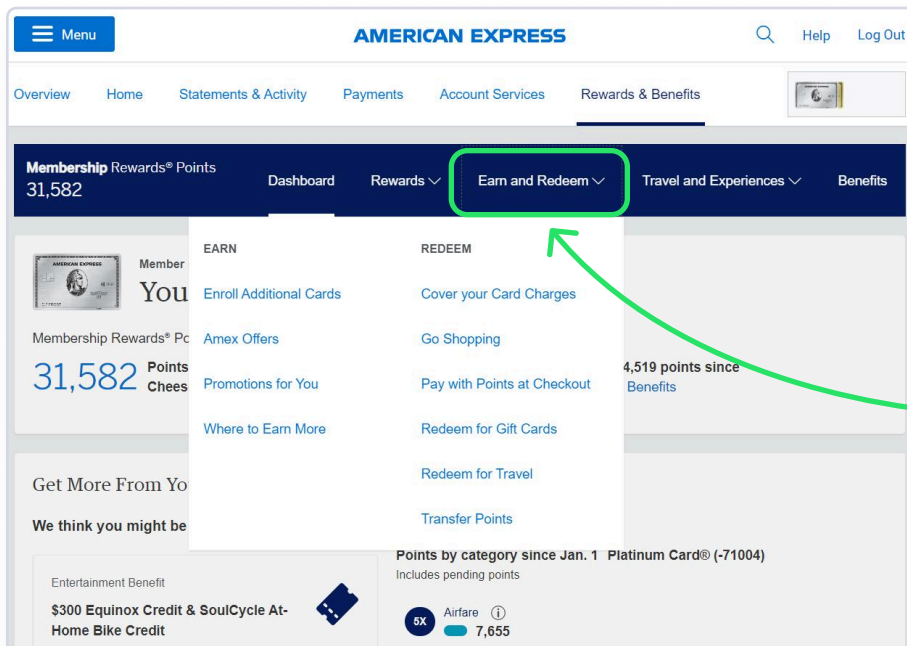 Menu
AMERICAN EXPRESS
Help
Log Out
Overview
Home
Statements & Activity
Payments
Account Services
Rewards & Benefits
Membership Rewards® Points
31,582
Dashboard
Rewards
Earn and Redeem
Travel and Experiences
Benefits
EARN
Enroll Additional Cards
Amex Offers
Promotions for You
Where to Earn More
REDEEM
Cover your Card Charges
Go Shopping
Pay with Points at Checkout
Redeem for Gift Cards
Redeem for Travel
Transfer Points
AMERICAN EXPRESS
Member
You
Membership Rewards® Po
31,582
Points
Chees
4,519 points since
Benefits
Get More From Yo
We think you might be
Entertainment Benefit
$300 Equinox Credit & SoulCycle At-
Home Bike Credit
Points by category since Jan. 1 Platinum Card® (-71004)
Includes pending points
5X
Airfare
7,655